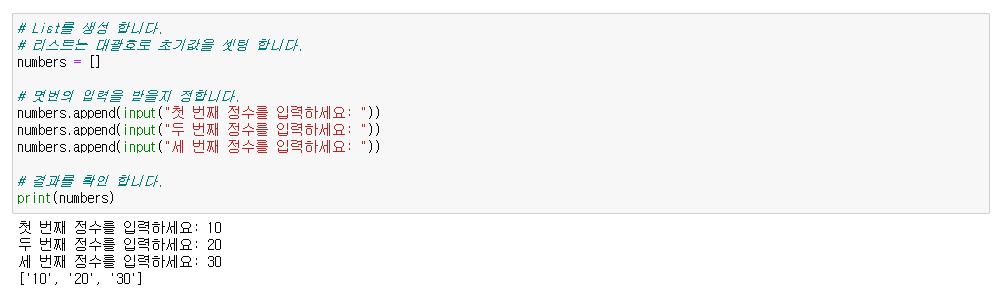 # List를 생성 합니다.
# 리스트는 대괄호로 초기값을 셋팅 합니다.
numbers = []
# 몇번의 입력을 받을지 정합니다.
numbers.append(input("첫 번째 정수를 입력하세요: "))
numbers.append(input("두 번째 정수를 입력하세요: "))
numbers.append(input("세 번째 정수를 입력하세요: "))
# 결과를 확인 합니다.
print(numbers)
첫 번째 정수를 입력하세요: 10
두 번째 정수를 입력하세요: 20
세 번째 정수를 입력하세요: 30
['10', '20', '30']